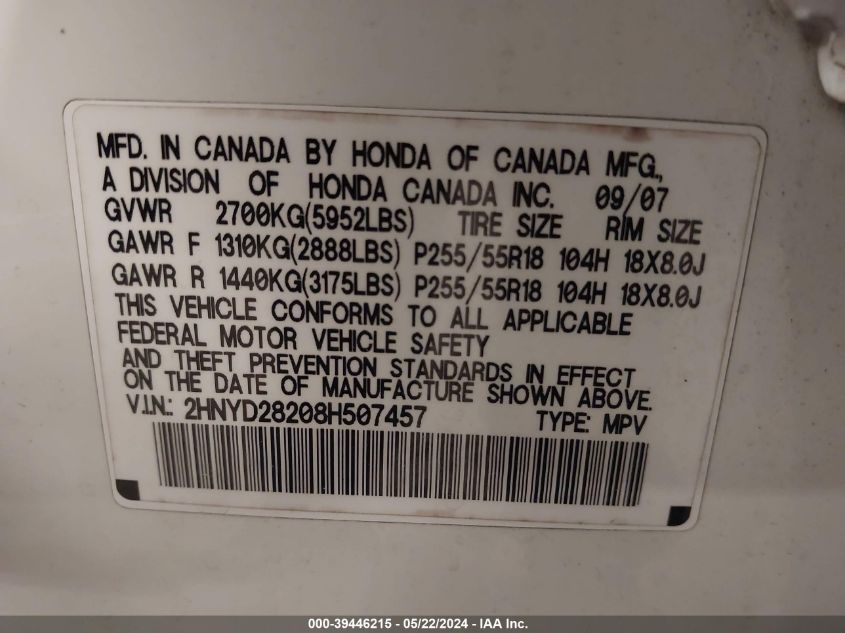 MFD. IN CANADA BY HONDA OF CANADA MFG.,
A DIVISION OF HONDA CANADA INC. 09/07
GVWR 2700KG(5952LBS) TIRE SIZE RIM SIZE
GAWR F 1310KG(2888LBS) P255/55R18 104H 18X8.0J
GAWR R 1440KG(3175LBS) P255/55R18 104H 18X8.0J
THIS VEHICLE CONFORMS TO ALL APPLICABLE
FEDERAL MOTOR VEHICLE SAFETY
AND THEFT PREVENTION STANDARDS IN EFFECT
ON THE DATE OF MANUFACTURE SHOWN ABOVE.
V.I.N.: 2HNYD28208H507457 TYPE: MPV
000-39446215 - 05/22/2024 - IAA Inc.